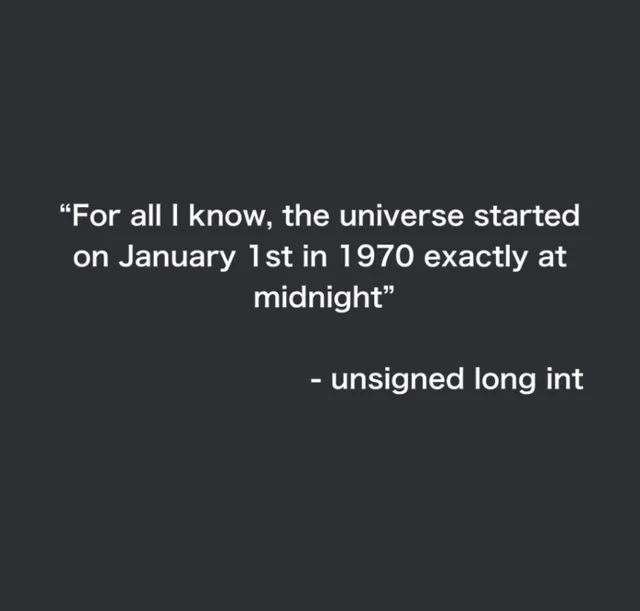 “For all I know, the universe started
on January 1st in 1970 exactly at
midnight”
- unsigned long int